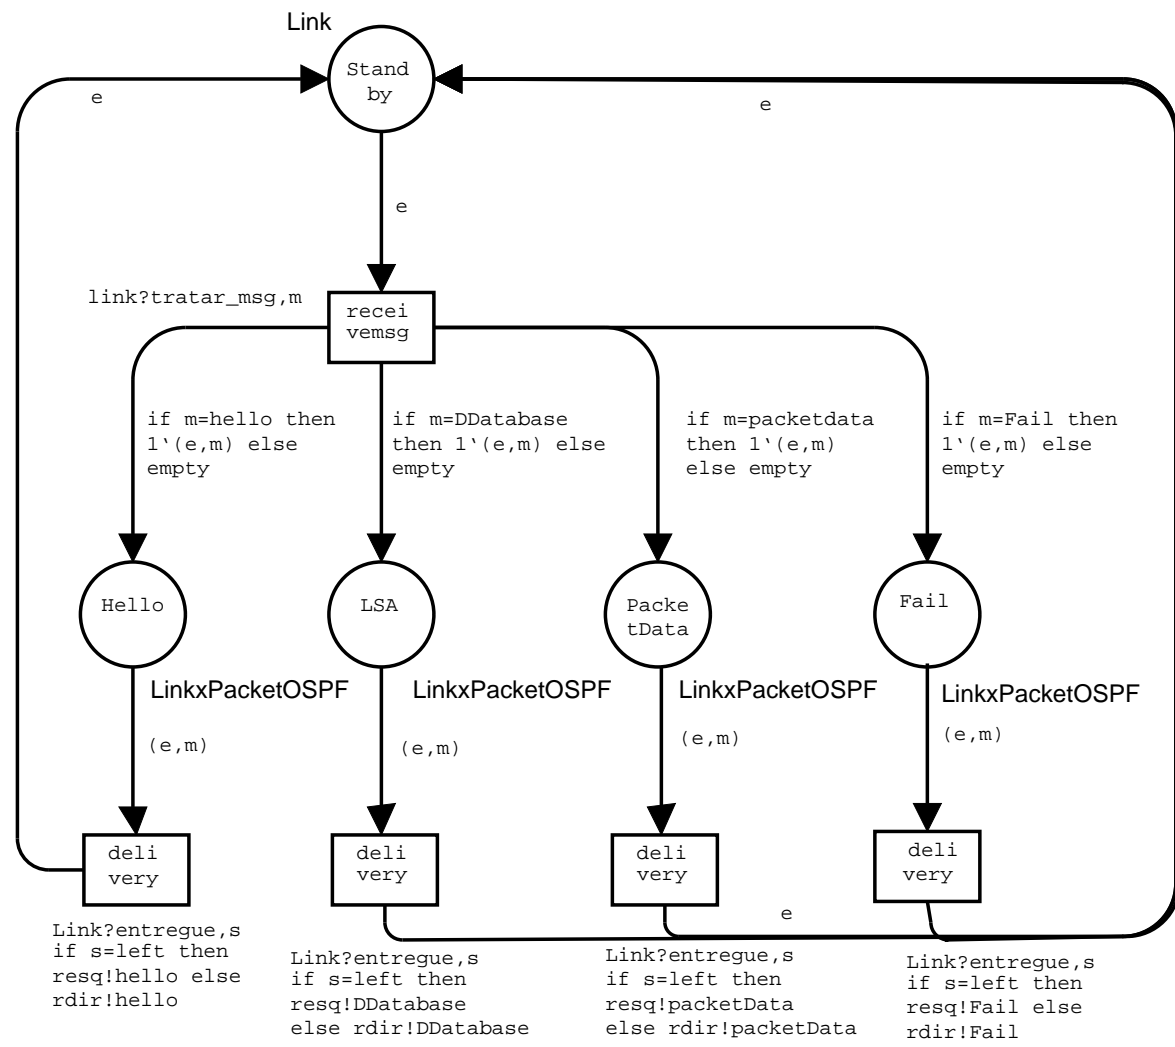 Link
Stand
by
e
e
e
link?tratar_msg,m
recei
vemsg
if m=hello then
1‘(e,m) else
empty
if m=DDatabase
then 1‘(e,m) else
empty
if m=packetdata
then 1‘(e,m)
else empty
if m=Fail then
1‘(e,m) else
empty
Hello
LSA
Packe
tData
Fail
LinkxPacketOSPF
LinkxPacketOSPF
LinkxPacketOSPF
LinkxPacketOSPF
(e,m)
(e,m)
(e,m)
(e,m)
deli
very
deli
very
deli
very
deli
very
e
Link?entregue,s
if s=left then
resq!hello else
rdir!hello
Link?entregue,s
if s=left then
resq!DDatabase
else rdir!DDatabase
Link?entregue,s
if s=left then
resq!packetData
else rdir!packetData
Link?entregue,s
if s=left then
resq!Fail else
rdir!Fail